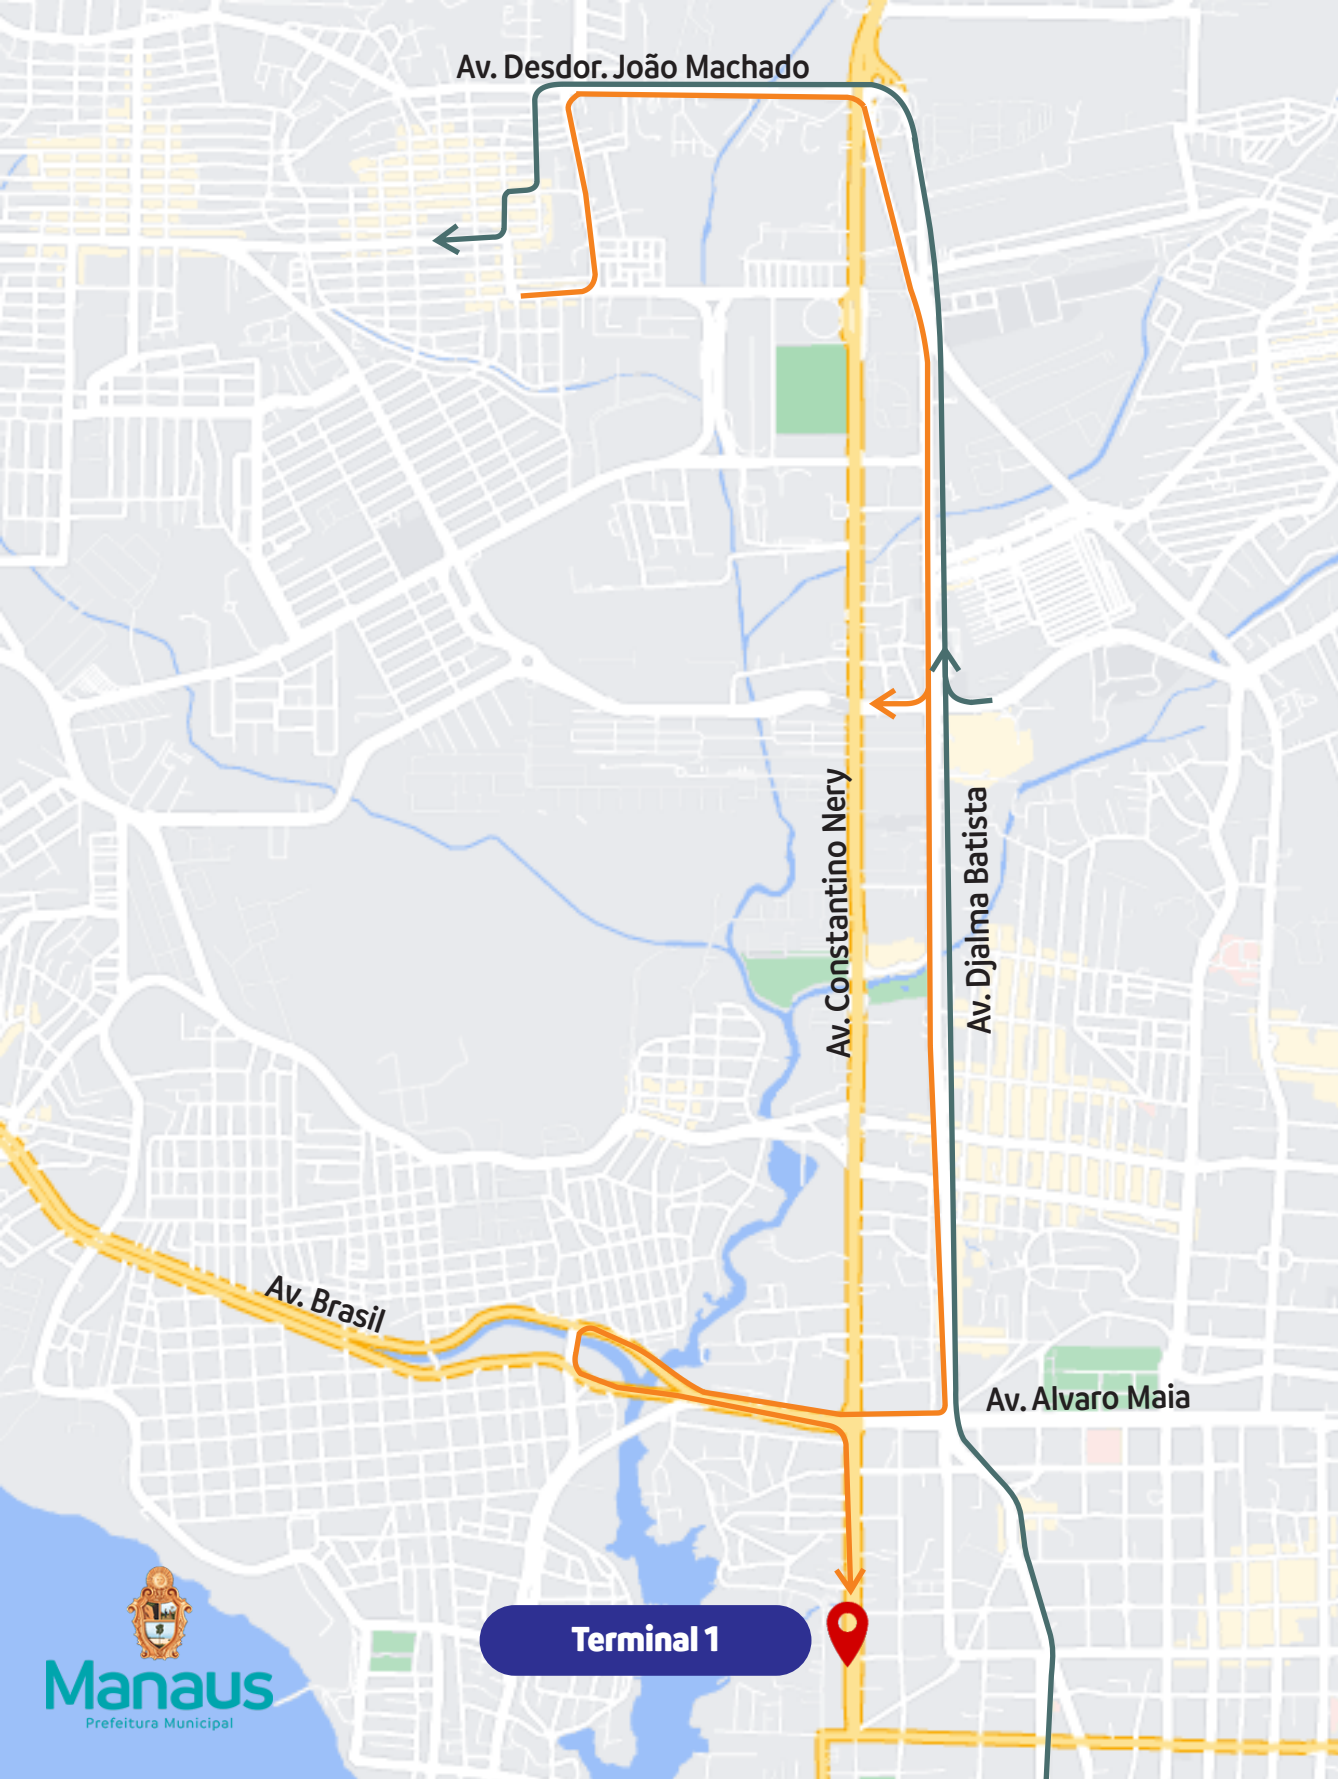 Av. Desdor. João Machado
Av. Constantino Nery
Av. Djalma Batista
Av. Brasil
Av. Alvaro Maia
Terminal 1
Manaus
Prefeitura Municipal